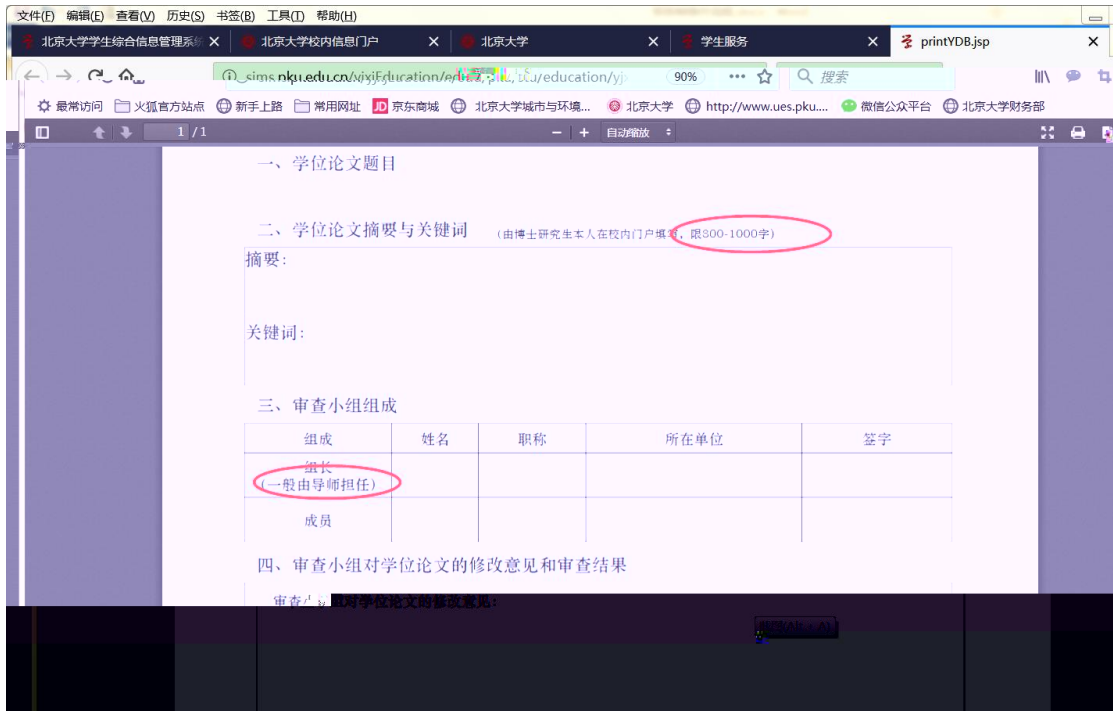 文件(F) 编辑(E) 查看(V) 历史(S) 书签(B) 工具(T) 帮助(H)
北京大学学生综合信息管理系统 北京大学校内信息门户 北京大学 学生服务 printYDB.jsp
90% 搜索
最常访问 火狐官方站点 新手上路 常用网址 JD 京东商城 北京大学城市与环境... 北京大学 http://www.ues.pku.... 微信公众平台 北京大学财务部
1 / 1 自动缩放
一、学位论文题目
二、学位论文摘要与关键词 (由博士研究生本人在校内门户填写，限800-1000字)
摘要:
关键词:
三、审查小组组成
组成 姓名 职称 所在单位 签字
组长
(一般由导师担任)
成员
四、审查小组对学位论文的修改意见和审查结果
审查小组对学位论文的修改意见: